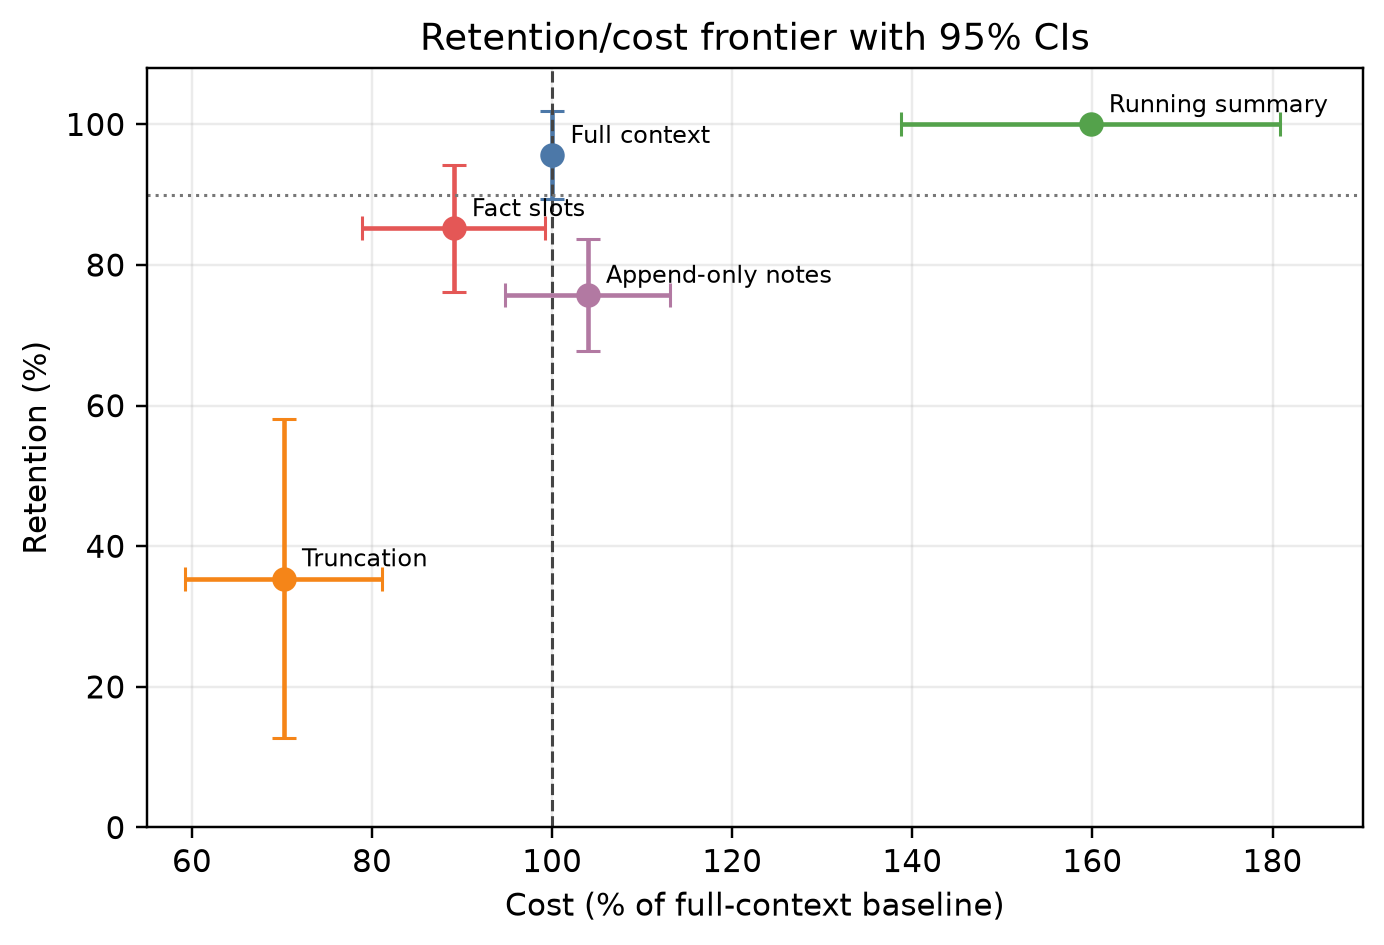 Retention/cost frontier with 95% CIs
Running summary
100
Full context
Fact slots
80
Append-only notes
Retention (%)
60
40
Truncation
20
0
60 80 100 120 140 160 180
Cost (% of full-context baseline)